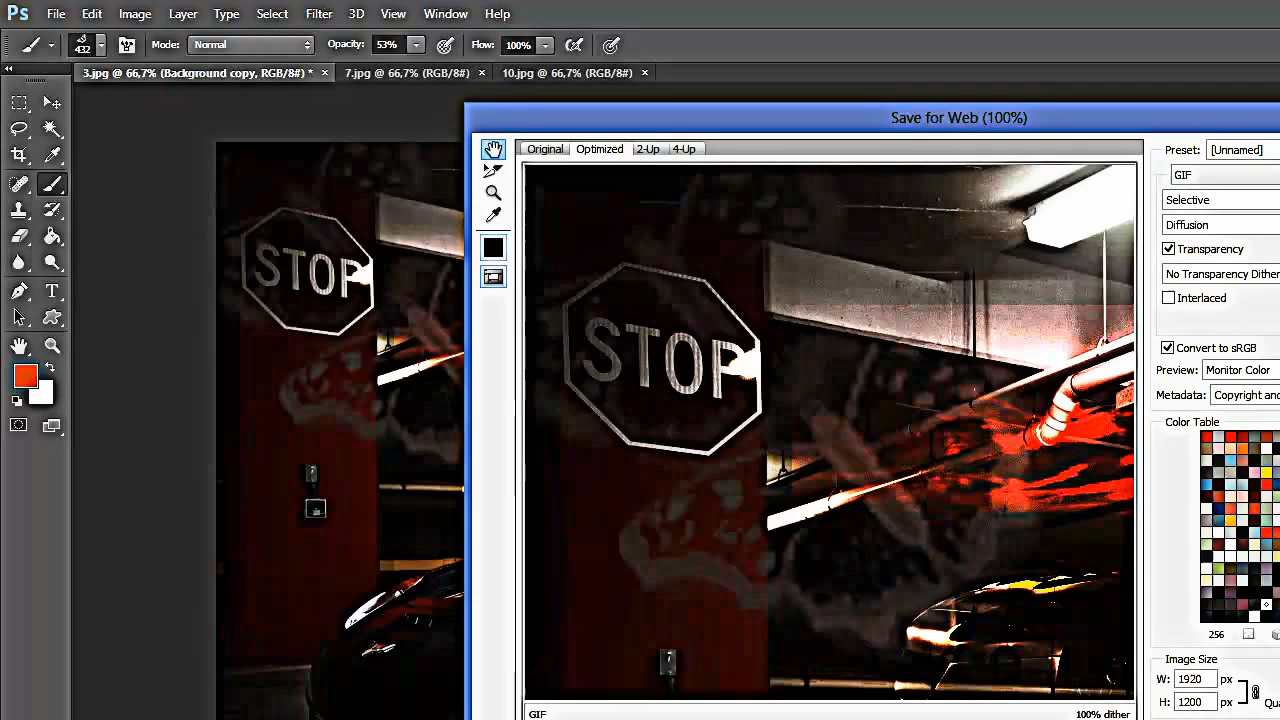 Ps File Edit Image Layer Type Select Filter 3D View Window Help
432 Mode: Normal Opacity: 53% Flow: 100%
3.jpg @ 66,7% (Background copy, RGB/8#) * × 7.jpg @ 66,7% (RGB/8#) × 10.jpg @ 66,7% (RGB/8#) ×
Save for Web (100%)
Original Optimized 2-Up 4-Up
Preset: [Unnamed]
GIF
Selective
Diffusion
Transparency
No Transparency Dither
Interlaced
Convert to sRGB
Preview: Monitor Color
Metadata: Copyright and
Color Table
256
Image Size
W: 1920 px
H: 1200 px
STOP
STOP
T
GIF 100% dither